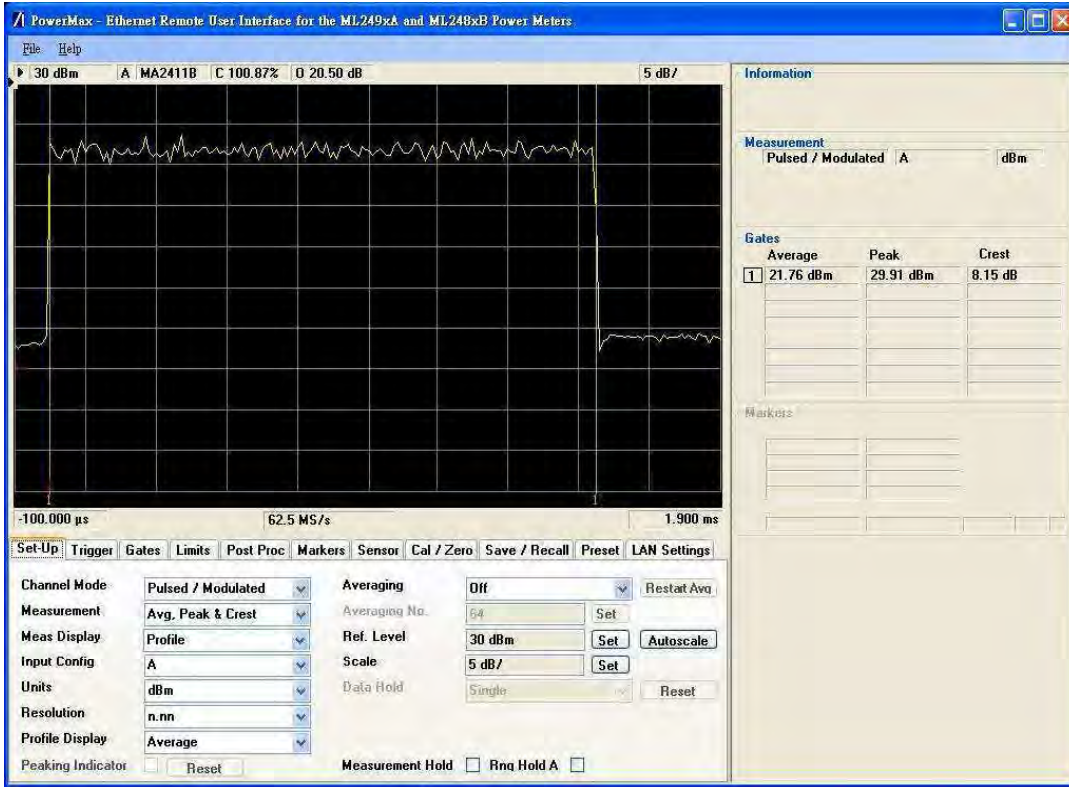 PowerMax - Ethernet Remote User Interface for the ML249xA and ML248xB Power Meters
File Help
30 dBm A MA2411B C 100.87% O 20.50 dB 5 dB/
1 1
-100.000 µs 62.5 MS/s 1.900 ms
Information
Measurement
Pulsed / Modulated A dBm
Gates
Average Peak Crest
1 21.76 dBm 29.91 dBm 8.15 dB
Markers
Set-Up Trigger Gates Limits Post Proc Markers Sensor Cal / Zero Save / Recall Preset LAN Settings
Channel Mode Pulsed / Modulated Averaging Off Restart Avg
Measurement Avg, Peak & Crest Averaging No. 64 Set
Meas Display Profile Ref. Level 30 dBm Set Autoscale
Input Config A Scale 5 dB/ Set
Units dBm Data Hold Single Reset
Resolution n.nn
Profile Display Average
Peaking Indicator Reset Measurement Hold Rng Hold A